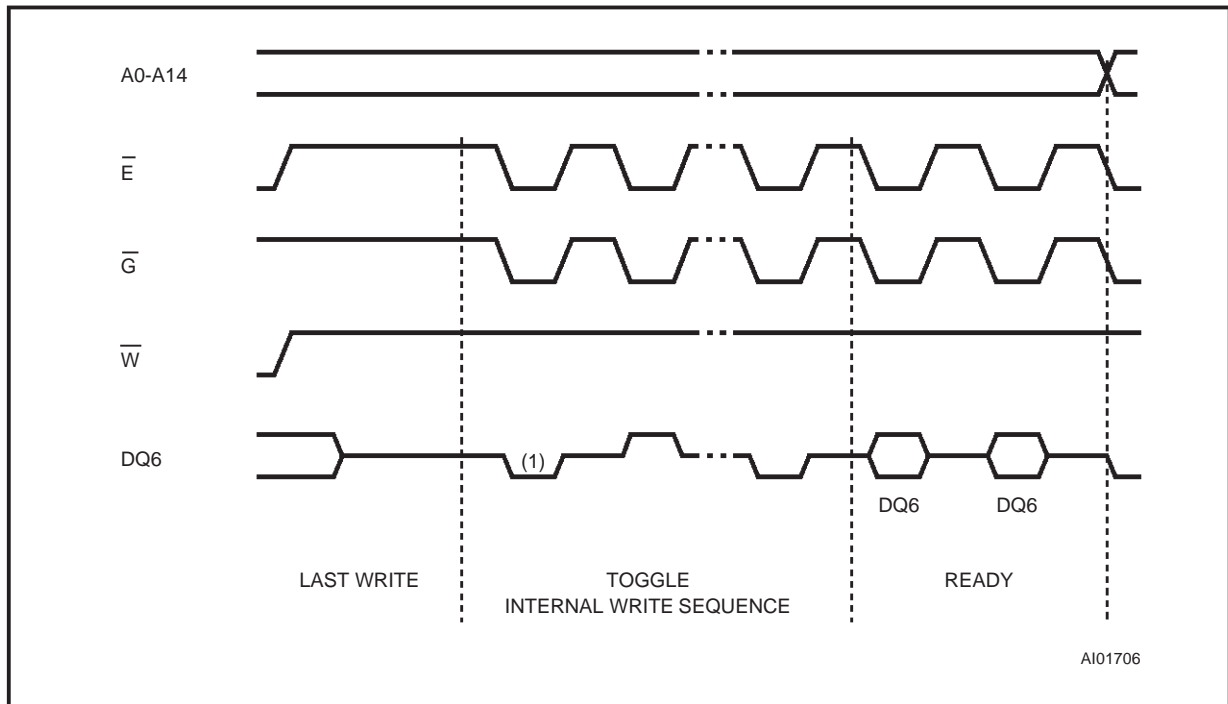 A0-A14
E̅
G̅
W̅
DQ6
(1)
DQ6 DQ6
LAST WRITE TOGGLE READY
INTERNAL WRITE SEQUENCE
AI01706